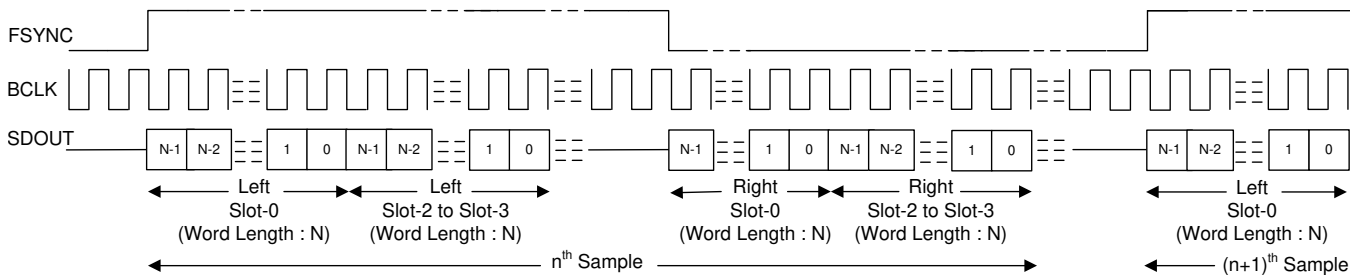 FSYNC
BCLK
SDOUT
N-1 N-2 1 0 N-1 N-2 1 0 N-1 1 0 N-1 N-2 1 0 N-1 N-2 1 0
Left Left Right Right Left
Slot-0 Slot-2 to Slot-3 Slot-0 Slot-2 to Slot-3 Slot-0
(Word Length : N) (Word Length : N) (Word Length : N) (Word Length : N) (Word Length : N)
nth Sample (n+1)th Sample